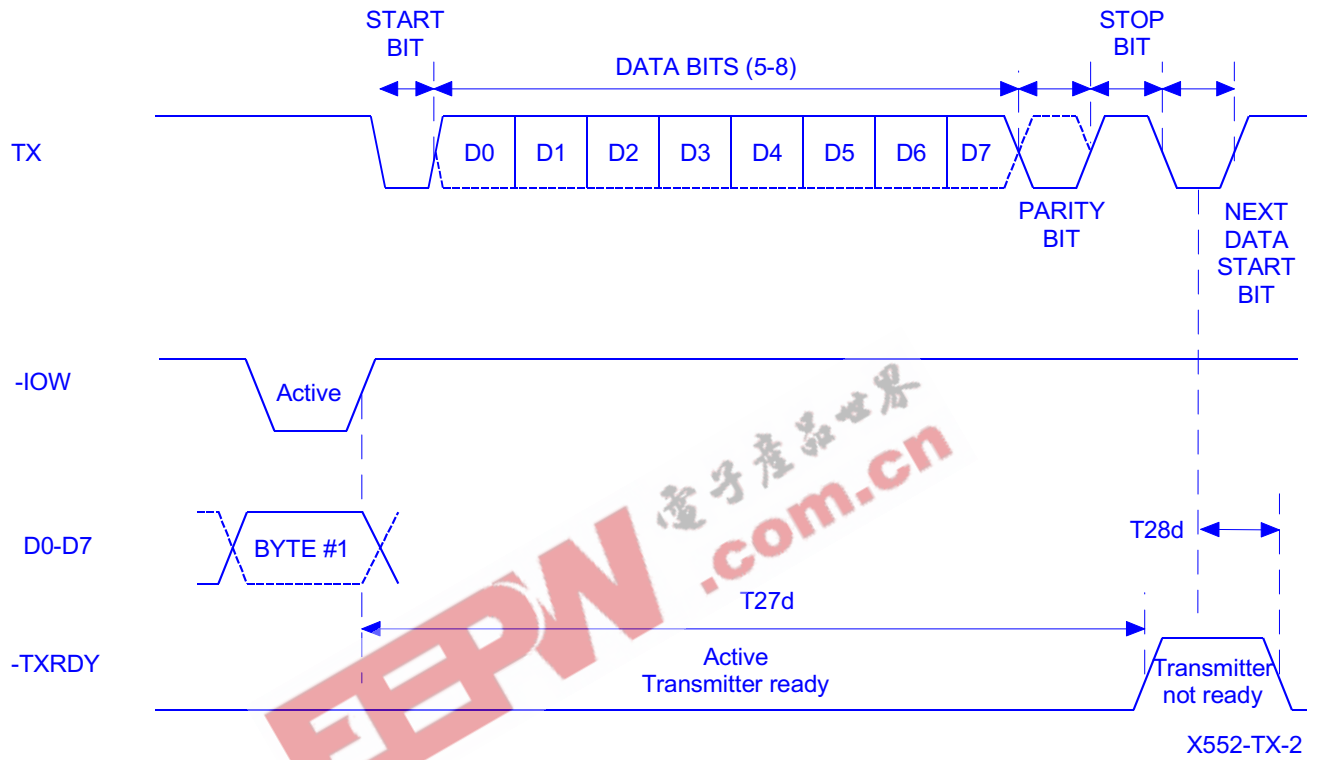 START
BIT
STOP
BIT
DATA BITS (5-8)
TX
D0 D1 D2 D3 D4 D5 D6 D7
PARITY
BIT
NEXT
DATA
START
BIT
-IOW
Active
電子產品世界
.com.cn
EEPW
D0-D7
BYTE #1
T28d
T27d
-TXRDY
Active
Transmitter ready
Transmitter
not ready
X552-TX-2